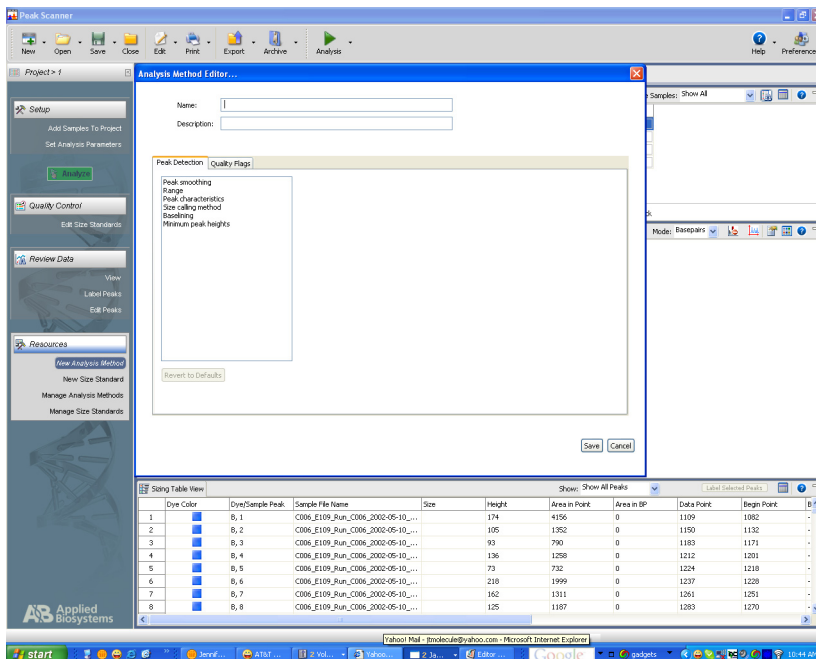 Peak Scanner
New Open Save Close Edit Print Export Archive Analysis Help Preference
Project > 1
Analysis Method Editor...
Samples: Show All
Setup
Add Samples To Project
Set Analysis Parameters
Analyze
Quality Control
Edit Size Standards
Review Data
View
Label Peaks
Edit Peaks
Resources
New Analysis Method
New Size Standard
Manage Analysis Methods
Manage Size Standards
Name:
Description:
Peak Detection Quality Flags
Peak smoothing
Range
Peak characteristics
Size calling method
Baselining
Minimum peak heights
Revert to Defaults
Save Cancel
Mode: Basepairs
Sizing Table View Show: Show All Peaks Label Selected Peaks
Dye Color Dye/Sample Peak Sample File Name Size Height Area in Point Area in BP Data Point Begin Point B
1 B, 1 C006_E109_Run_C006_2002-05-10_... 174 4156 0 1109 1082 -
2 B, 2 C006_E109_Run_C006_2002-05-10_... 105 1352 0 1150 1132 -
3 B, 3 C006_E109_Run_C006_2002-05-10_... 93 790 0 1183 1171 -
4 B, 4 C006_E109_Run_C006_2002-05-10_... 136 1258 0 1212 1201 -
5 B, 5 C006_E109_Run_C006_2002-05-10_... 73 732 0 1224 1218 -
6 B, 6 C006_E109_Run_C006_2002-05-10_... 218 1999 0 1237 1228 -
7 B, 7 C006_E109_Run_C006_2002-05-10_... 162 1311 0 1261 1251 -
8 B, 8 C006_E109_Run_C006_2002-05-10_... 125 1187 0 1283 1270 -
AB Applied Biosystems
Yahoo! Mail - jtmolecule@yahoo.com - Microsoft Internet Explorer
start Jennif... AT&T ... 2 Vol... Yahoo... 2 Ja... Editor ... Google gadgets 10:44 AM